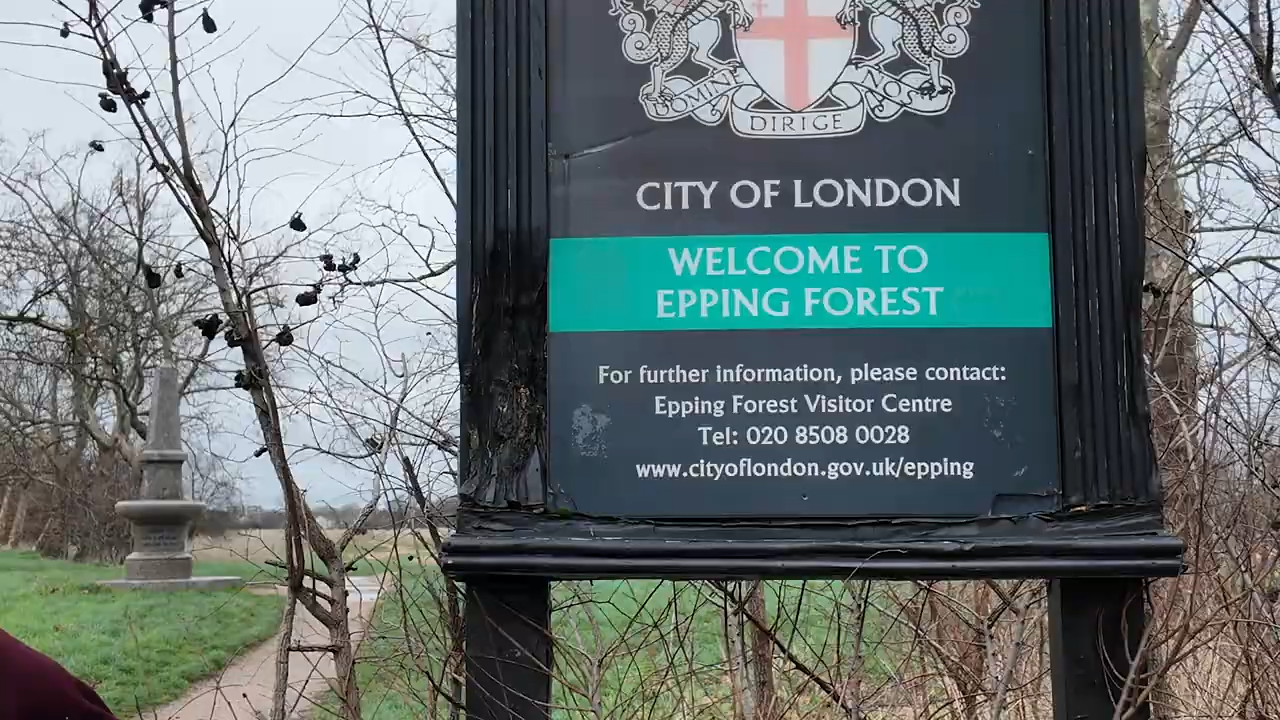 DOMINE NOS
DIRIGE
CITY OF LONDON
WELCOME TO
EPPING FOREST
For further information, please contact:
Epping Forest Visitor Centre
Tel: 020 8508 0028
www.cityoflondon.gov.uk/epping